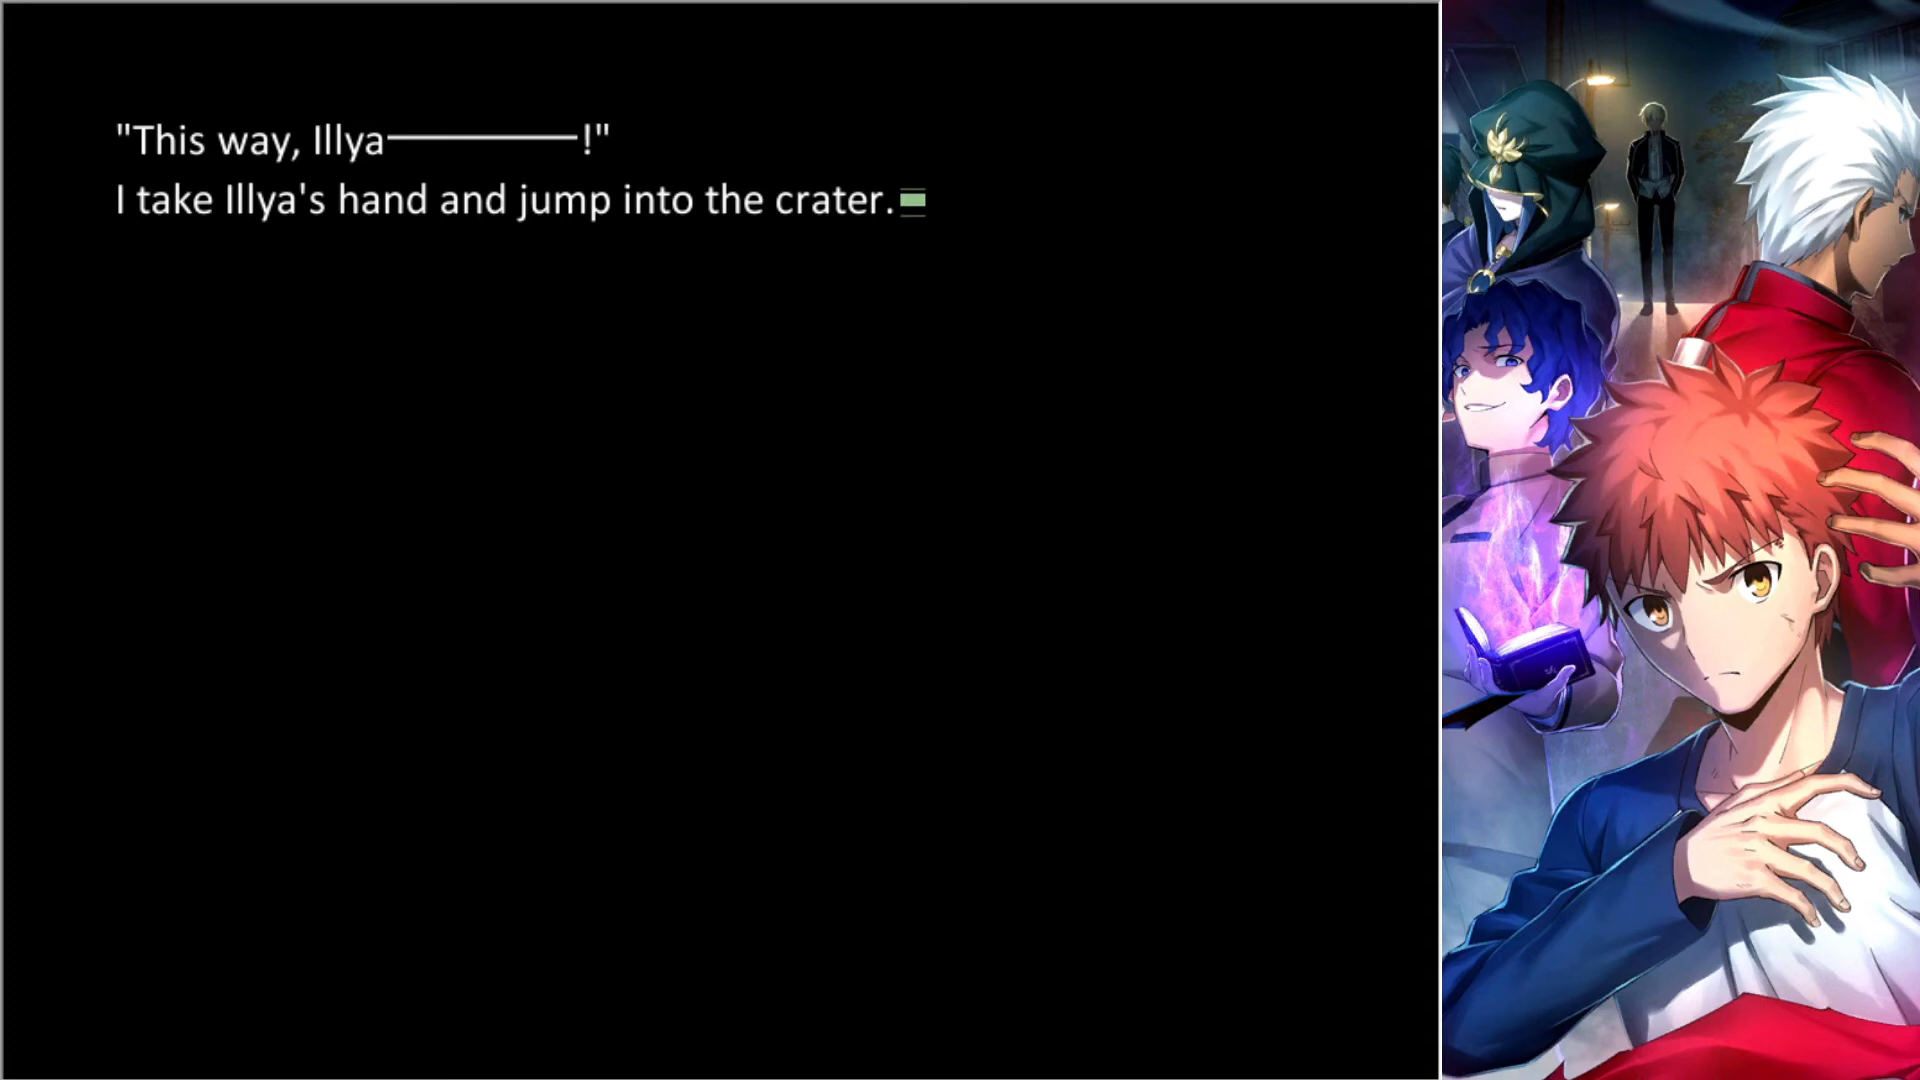 "This way, Illya―――――!"
I take Illya's hand and jump into the crater.